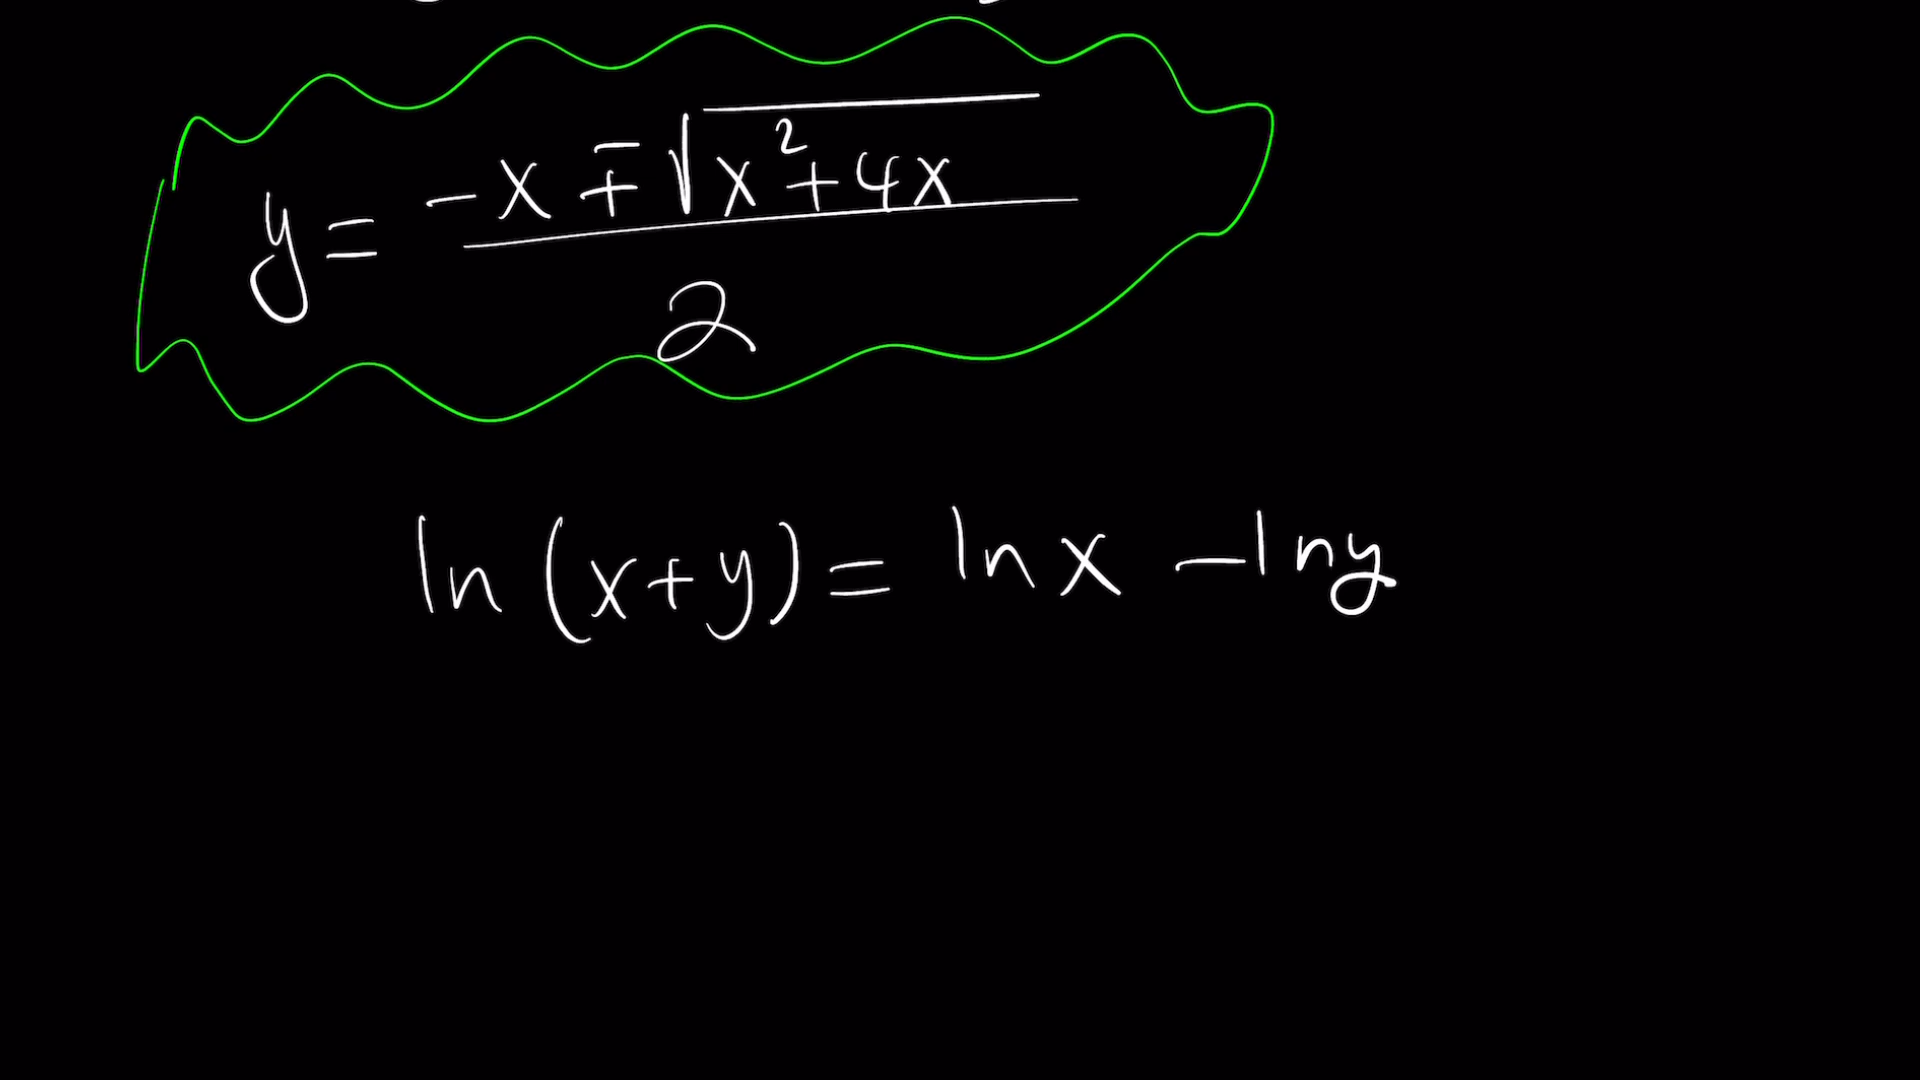 y = (-x ∓ √(x² + 4x)) / 2
ln (x+y) = ln x - ln y